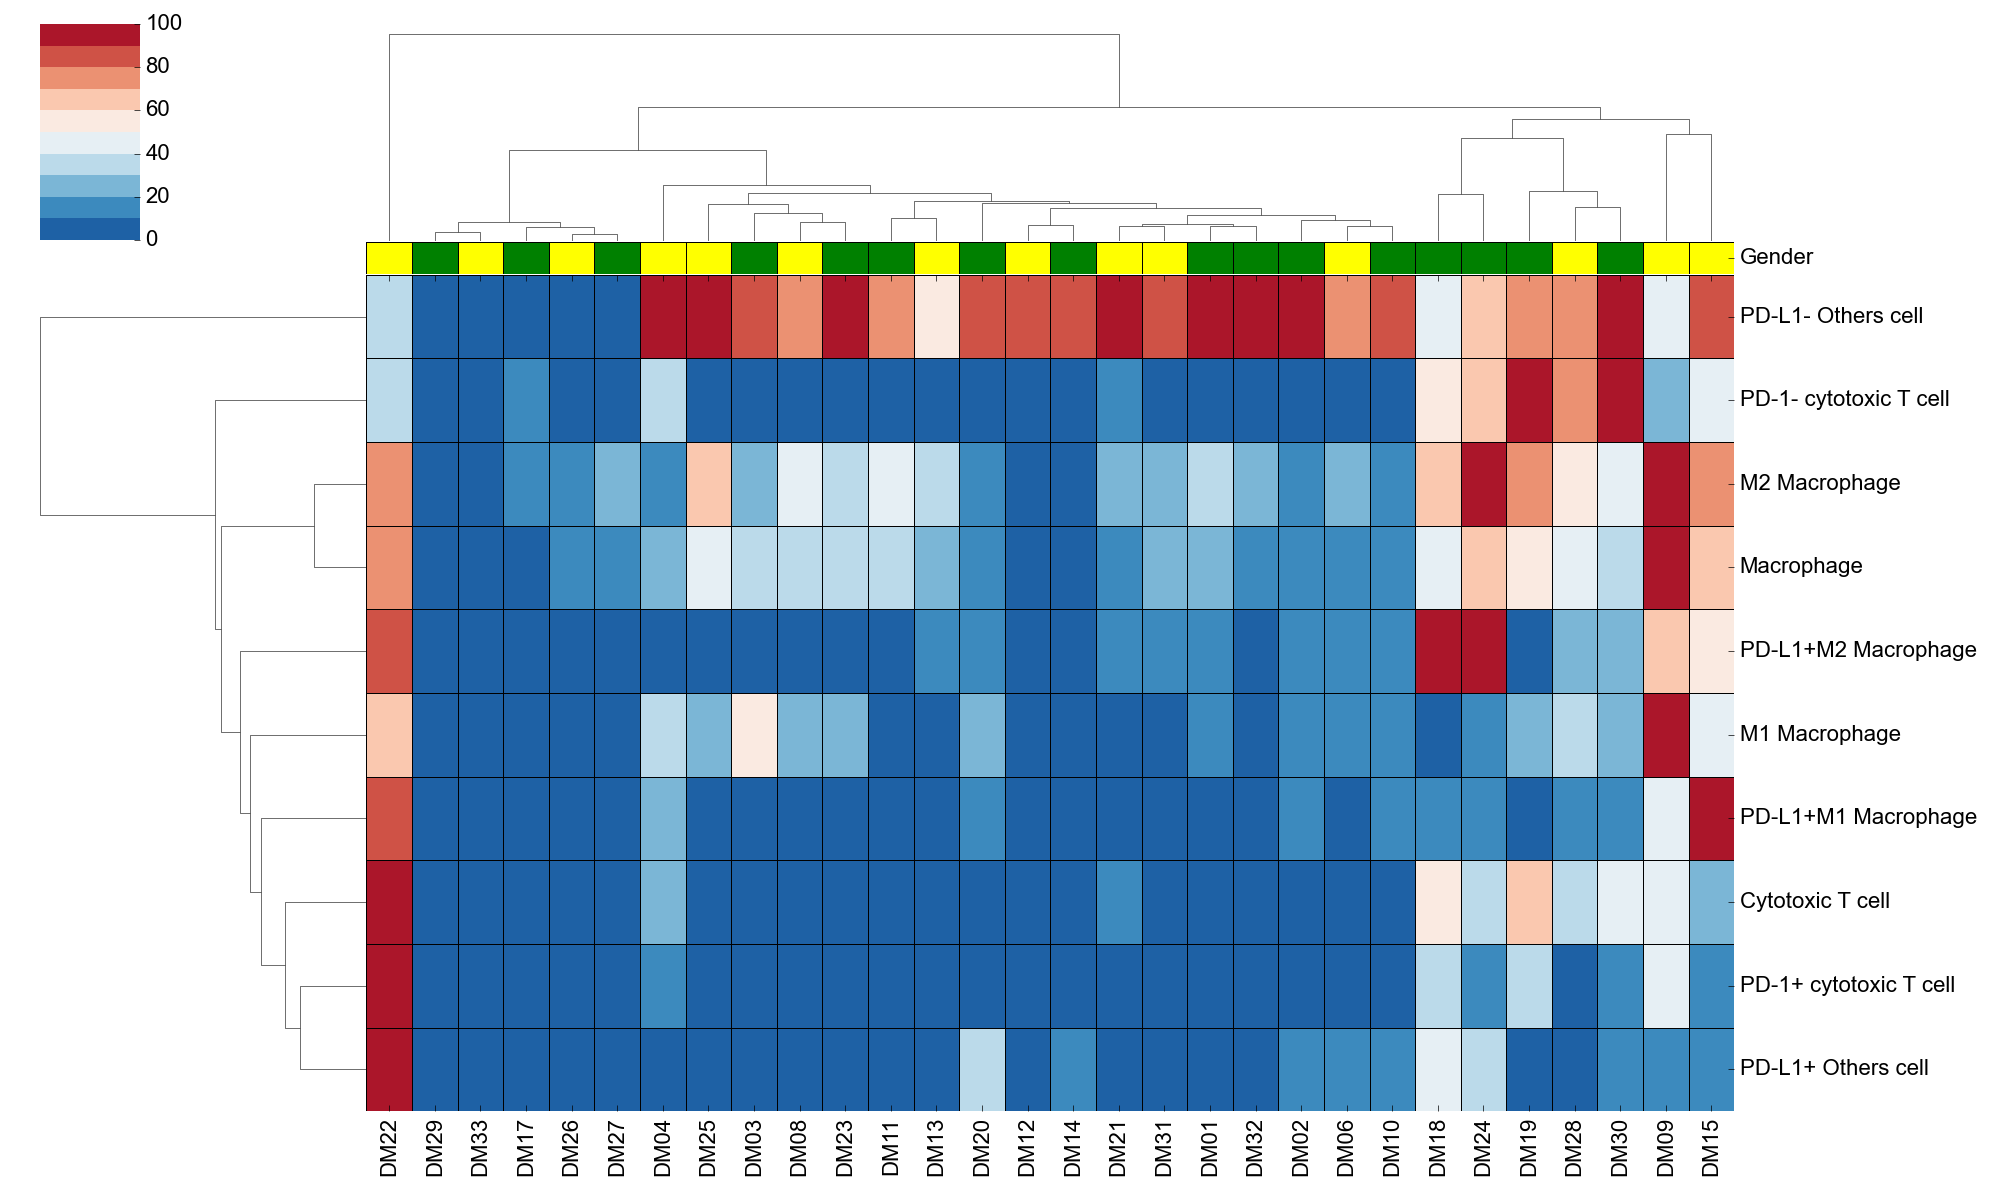 100
80
60
40
20
0
Gender
PD-L1- Others cell
PD-1- cytotoxic T cell
M2 Macrophage
Macrophage
PD-L1+M2 Macrophage
M1 Macrophage
PD-L1+M1 Macrophage
Cytotoxic T cell
PD-1+ cytotoxic T cell
PD-L1+ Others cell
DM22
DM29
DM33
DM17
DM26
DM27
DM04
DM25
DM03
DM08
DM23
DM11
DM13
DM20
DM12
DM14
DM21
DM31
DM01
DM32
DM02
DM06
DM10
DM18
DM24
DM19
DM28
DM30
DM09
DM15